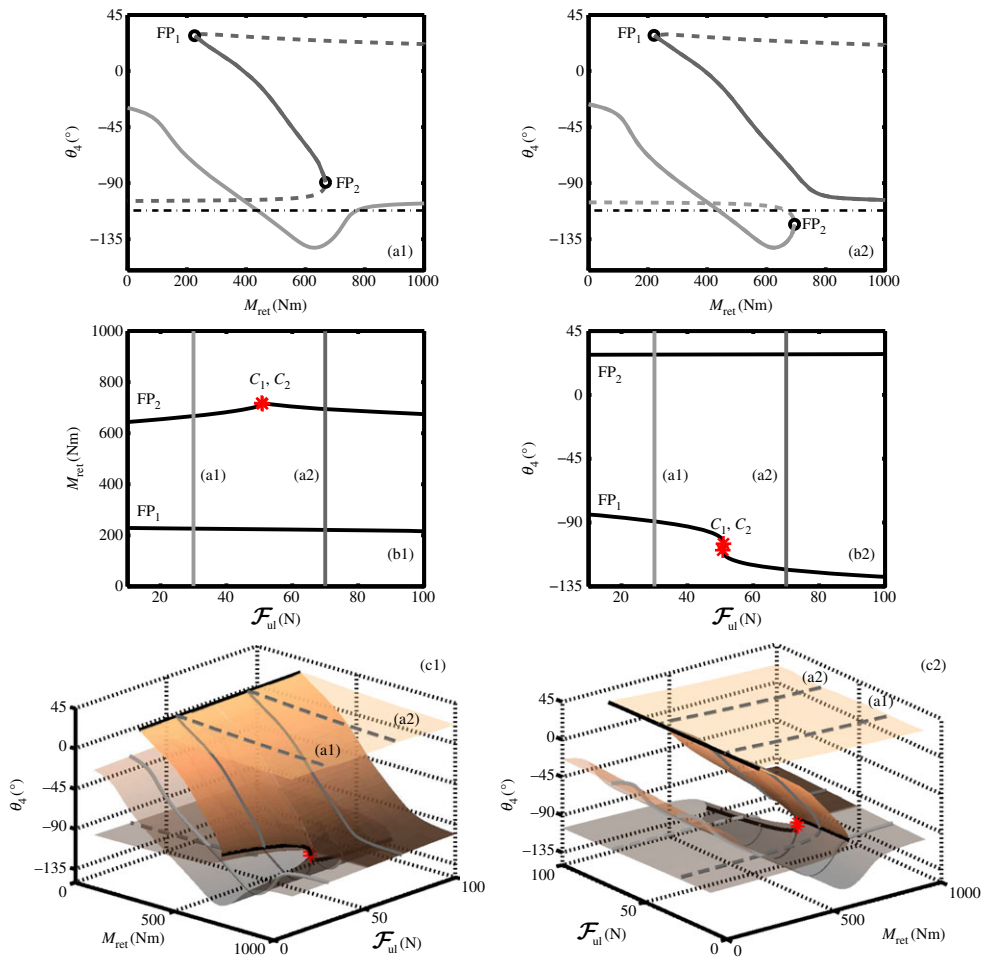 45
0
−45
−90
−135
θ4(°)
FP1
FP2
(a1)
0
200
400
600
800
1000
Mret(Nm)
45
0
−45
−90
−135
θ4(°)
FP1
FP2
(a2)
0
200
400
600
800
1000
Mret(Nm)
1000
800
600
400
200
0
Mret(Nm)
C1, C2
FP2
(a1)
(a2)
FP1
(b1)
20
40
60
80
100
ℱul(N)
45
0
−45
−90
−135
θ4(°)
FP2
(a1)
(a2)
FP1
C1, C2
(b2)
20
40
60
80
100
ℱul(N)
(c1)
45
0
−45
−90
−135
θ4(°)
(a2)
(a1)
0
500
1000
Mret(Nm)
0
50
100
ℱul(N)
(c2)
45
0
−45
−90
−135
θ4(°)
(a2)
(a1)
100
50
0
ℱul(N)
0
500
1000
Mret(Nm)